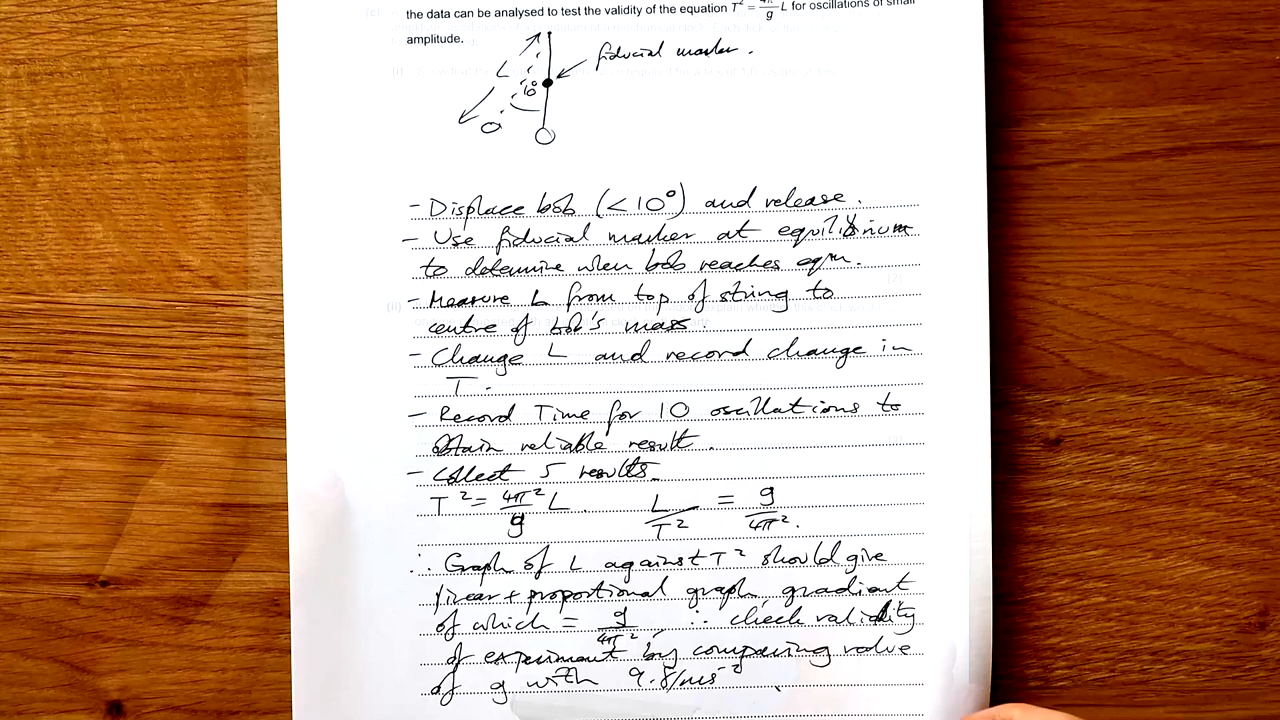 the data can be analysed to test the validity of the equation T² = 4π²/g L for oscillations of small
amplitude.
fiducial marker.
L
10°
- Displace bob (<10°) and release.
- Use fiducial marker at equilibrium
to determine when bob reaches eqm.
- Measure L from top of string to
centre of bob's mass.
- Change L and record change in
T.
- Record Time for 10 oscillations to
obtain reliable result.
- Collect 5 results.
T² = 4π²/g L. L/T² = g/4π².
∴ Graph of L against T² should give
linear + proportional graph, gradient
of which = g/4π², ∴ check validity
of experiment by comparing value
of g with 9.81ms⁻²